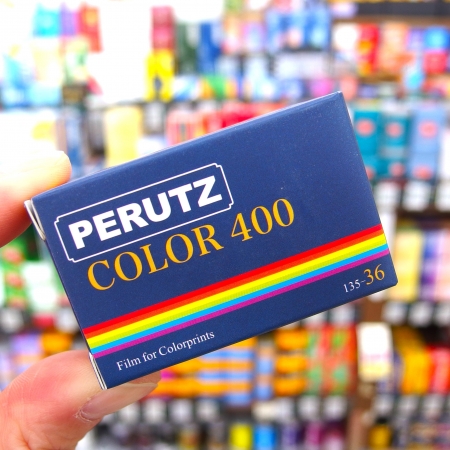 PERUTZ
COLOR 400
135-36
Film for Colorprints